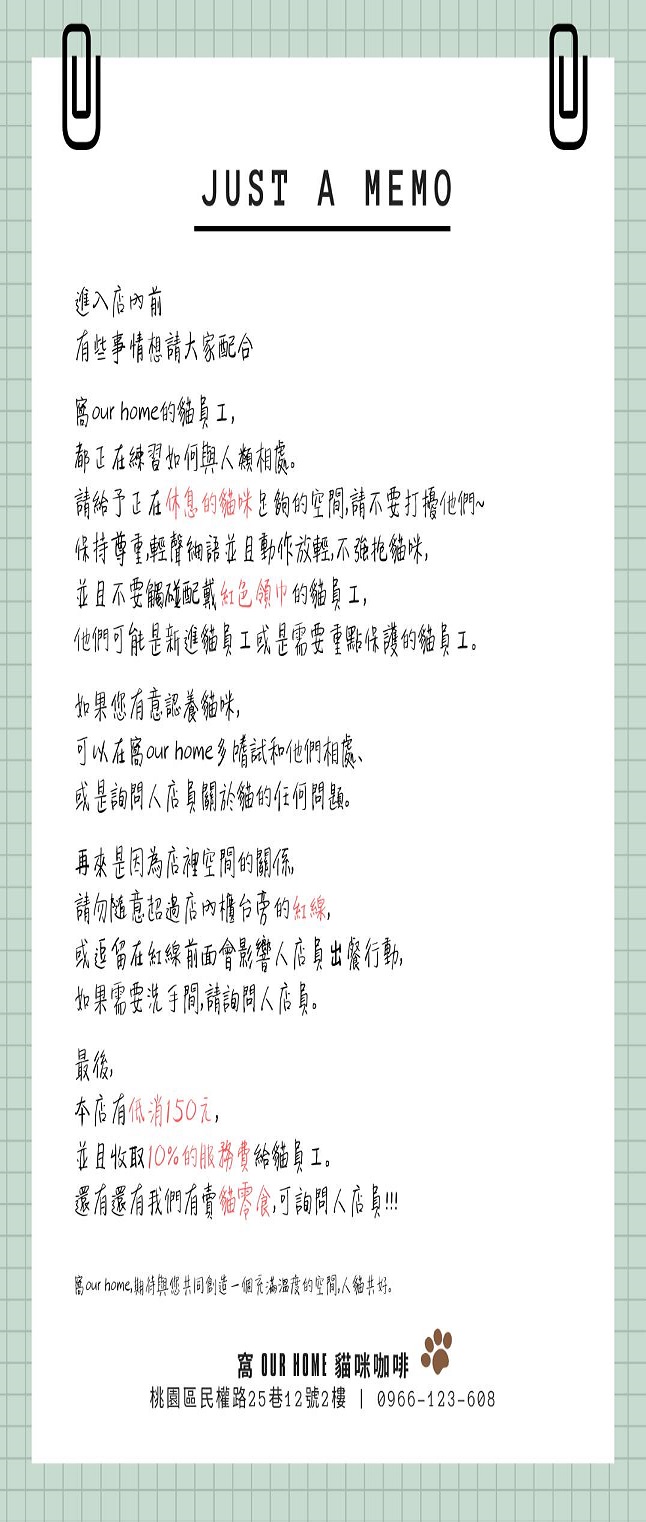 JUST A MEMO
進入店內前
有些事情想請大家配合
窩our home的貓員工,
都正在練習如何與人類相處。
請給予正在休息的貓咪足夠的空間,請不要打擾他們~
保持尊重,輕聲細語並且動作放輕,不強抱貓咪,
並且不要觸碰配戴紅色領巾的貓員工,
他們可能是新進貓員工或是需要重點保護的貓員工。
如果您有意認養貓咪,
可以在窩our home多嚐試和他們相處、
或是詢問人店員關於貓的任何問題。
再來是因為店裡空間的關係,
請勿隨意超過店內櫃台旁的紅線,
或逗留在紅線前面會影響人店員出餐行動,
如果需要洗手間,請詢問人店員。
最後,
本店有低消150元,
並且收取10%的服務費給貓員工。
還有還有我們有賣貓零食,可詢問人店員!!!
窩our home,期待與您共同創造一個充滿溫度的空間,人貓共好。
窩 OUR HOME 貓咪咖啡
桃園區民權路25巷12號2樓 | 0966-123-608